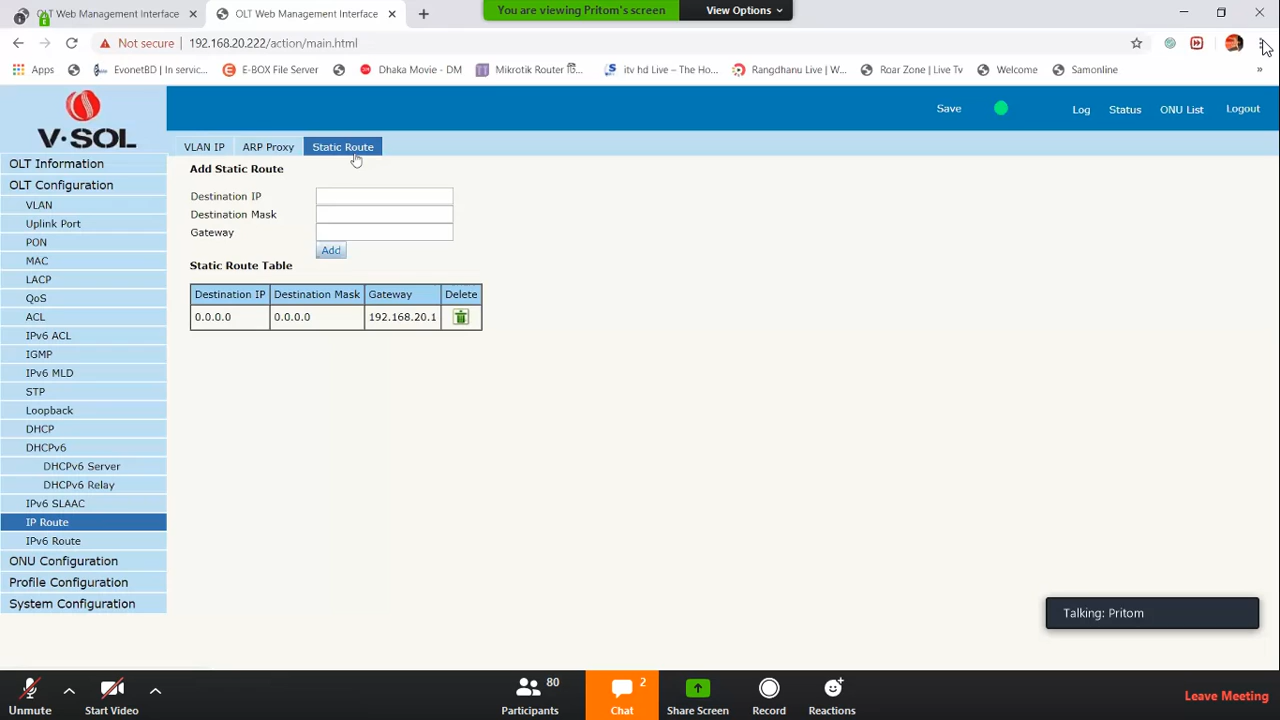 OLT Web Management Interface
OLT Web Management Interface
You are viewing Pritom's screen
View Options
Not secure
192.168.20.222/action/main.html
Apps
EvonetBD | In servic...
E-BOX File Server
Dhaka Movie - DM
Mikrotik Router fo...
itv hd Live – The Ho...
Rangdhanu Live | W...
Roar Zone | Live Tv
Welcome
Samonline
»
V·SOL
Save
Log
Status
ONU List
Logout
VLAN IP
ARP Proxy
Static Route
OLT Information
OLT Configuration
VLAN
Uplink Port
PON
MAC
LACP
QoS
ACL
IPv6 ACL
IGMP
IPv6 MLD
STP
Loopback
DHCP
DHCPv6
DHCPv6 Server
DHCPv6 Relay
IPv6 SLAAC
IP Route
IPv6 Route
ONU Configuration
Profile Configuration
System Configuration
Add Static Route
Destination IP
Destination Mask
Gateway
Add
Static Route Table
Destination IP Destination Mask Gateway Delete
0.0.0.0 0.0.0.0 192.168.20.1
Talking: Pritom
Unmute
Start Video
80
Participants
2
Chat
Share Screen
Record
Reactions
Leave Meeting